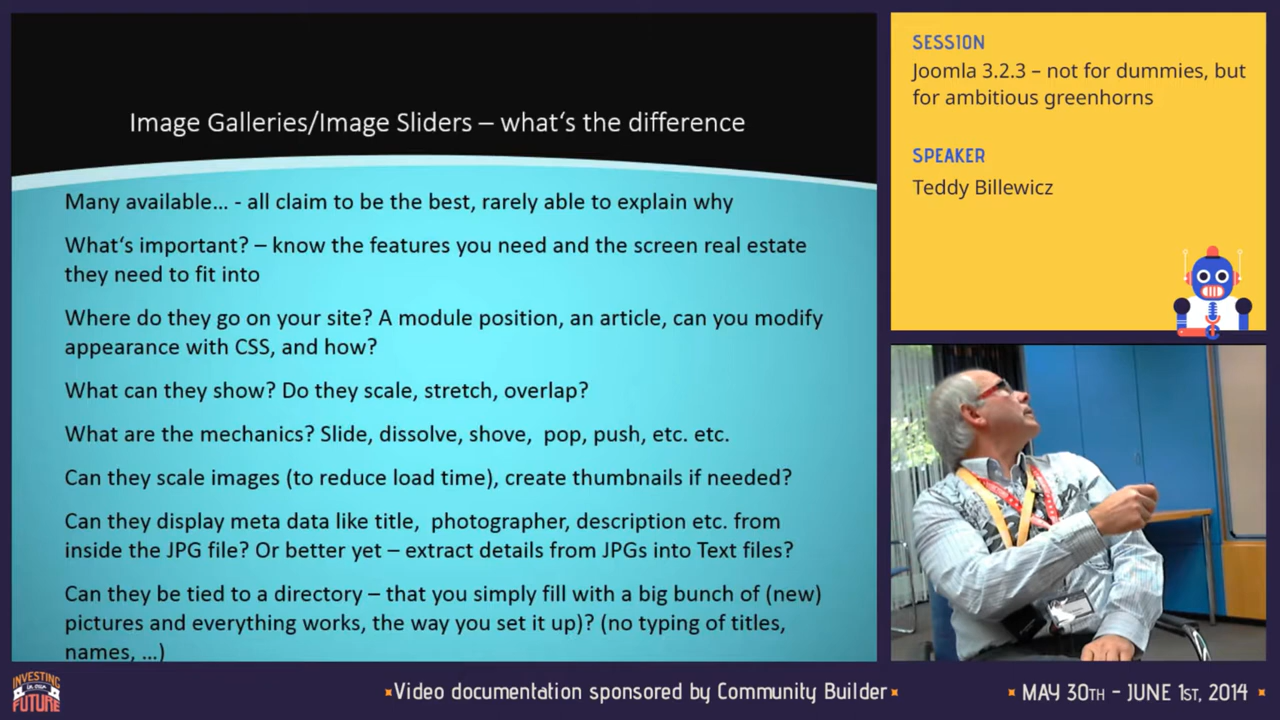 Image Galleries/Image Sliders – what's the difference
Many available... - all claim to be the best, rarely able to explain why
What's important? – know the features you need and the screen real estate
they need to fit into
Where do they go on your site? A module position, an article, can you modify
appearance with CSS, and how?
What can they show? Do they scale, stretch, overlap?
What are the mechanics? Slide, dissolve, shove,  pop, push, etc. etc.
Can they scale images (to reduce load time), create thumbnails if needed?
Can they display meta data like title,  photographer, description etc. from
inside the JPG file? Or better yet – extract details from JPGs into Text files?
Can they be tied to a directory – that you simply fill with a big bunch of (new)
pictures and everything works, the way you set it up)? (no typing of titles,
names, ...)
SESSION
Joomla 3.2.3 – not for dummies, but
for ambitious greenhorns
SPEAKER
Teddy Billewicz
INVESTING
IN OUR
FUTURE
Video documentation sponsored by Community Builder
MAY 30TH - JUNE 1ST, 2014